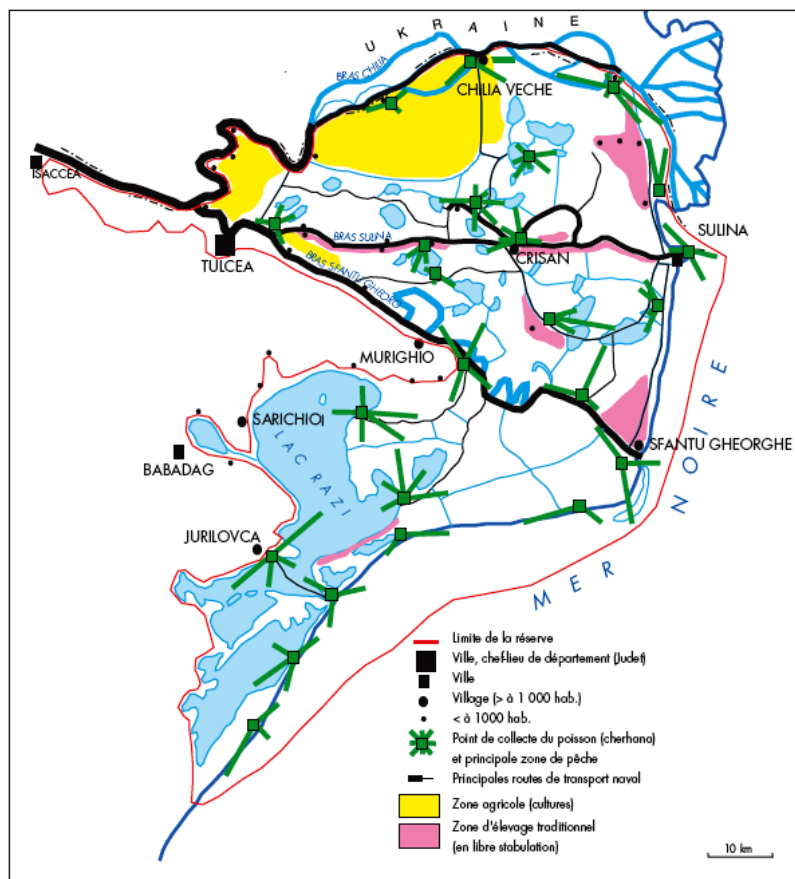 UKRAINE
BRAS CHILIA
CHILIA VECHE
ISACCEA
SULINA
BRAS SULINA
CRISAN
TULCEA
BRAS SFANTU GHEORG
MURIGHIO
SARICHIOI
SFANTU GHEORGHE
LAC RAZI
BABADAG
JURILOVCA
MER NOIRE
Limite de la réserve
Ville, chef-lieu de département (Judet)
Ville
Village (> à 1 000 hab.)
< à 1000 hab.
Point de collecte du poisson (cherhana)
et principale zone de pêche
Principales routes de transport naval
Zone agricole (cultures)
Zone d'élevage traditionnel
(en libre stabulation)
10 km